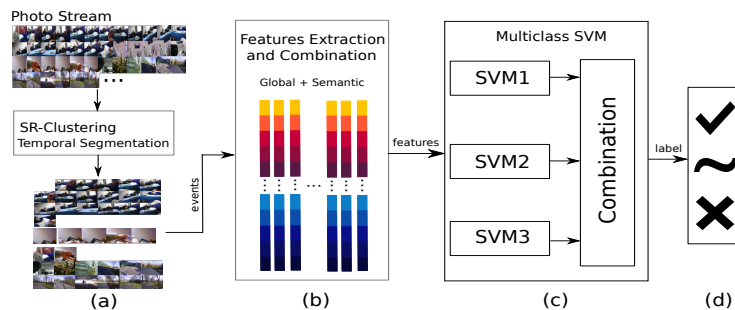 Photo Stream
...
SR-Clustering
Temporal Segmentation
(a)
events
Features Extraction
and Combination
Global + Semantic
...
(b)
features
Multiclass SVM
SVM1
SVM2
SVM3
Combination
(c)
label
(d)